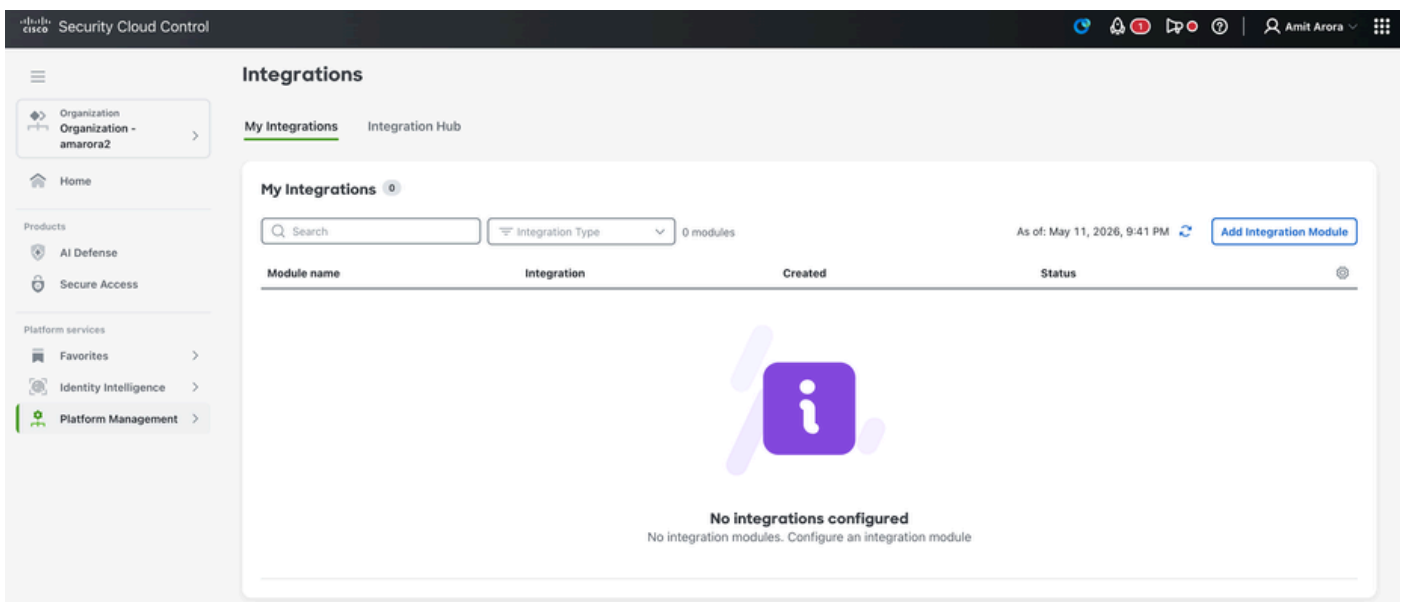 cisco Security Cloud Control
1
Amit Arora
Integrations
Organization
Organization -
amarora2
My Integrations Integration Hub
Home
My Integrations 0
Products
Search
Integration Type
0 modules
As of: May 11, 2026, 9:41 PM
Add Integration Module
AI Defense
Secure Access
Module name Integration Created Status
Platform services
Favorites
Identity Intelligence
Platform Management
No integrations configured
No integration modules. Configure an integration module